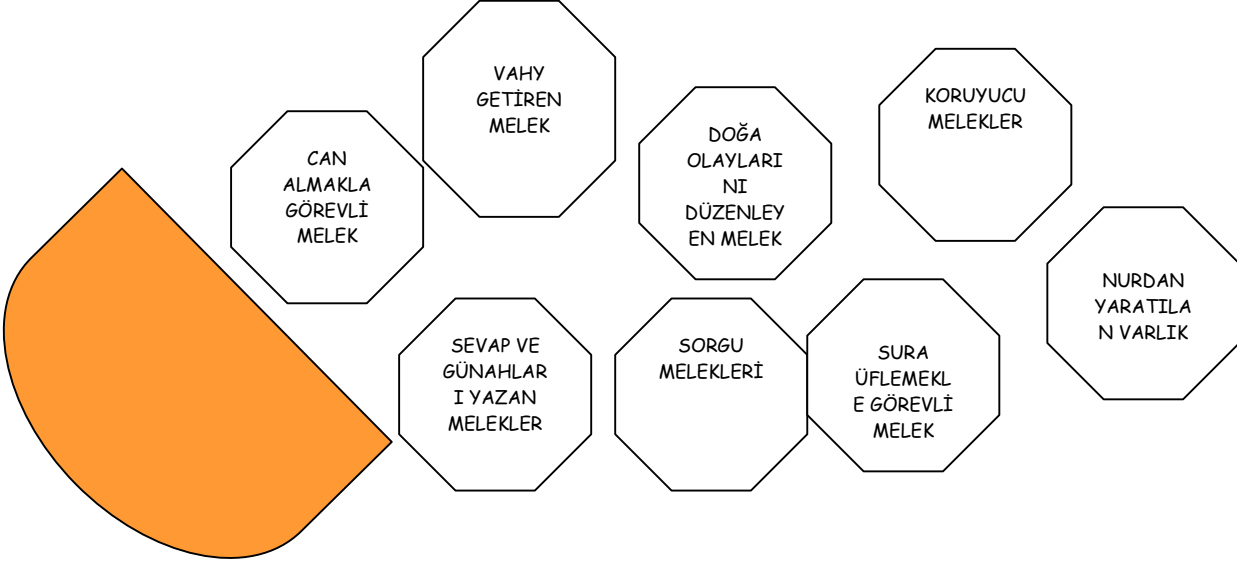 VAHY
GETİREN
MELEK
KORUYUCU
MELEKLER
DOĞA
OLAYLARI
NI
DÜZENLEY
EN MELEK
CAN
ALMAKLA
GÖREVLİ
MELEK
NURDAN
YARATILA
N VARLIK
SEVAP VE
GÜNAHLAR
I YAZAN
MELEKLER
SORGU
MELEKLERİ
SURA
ÜFLEMEKL
E GÖREVLİ
MELEK